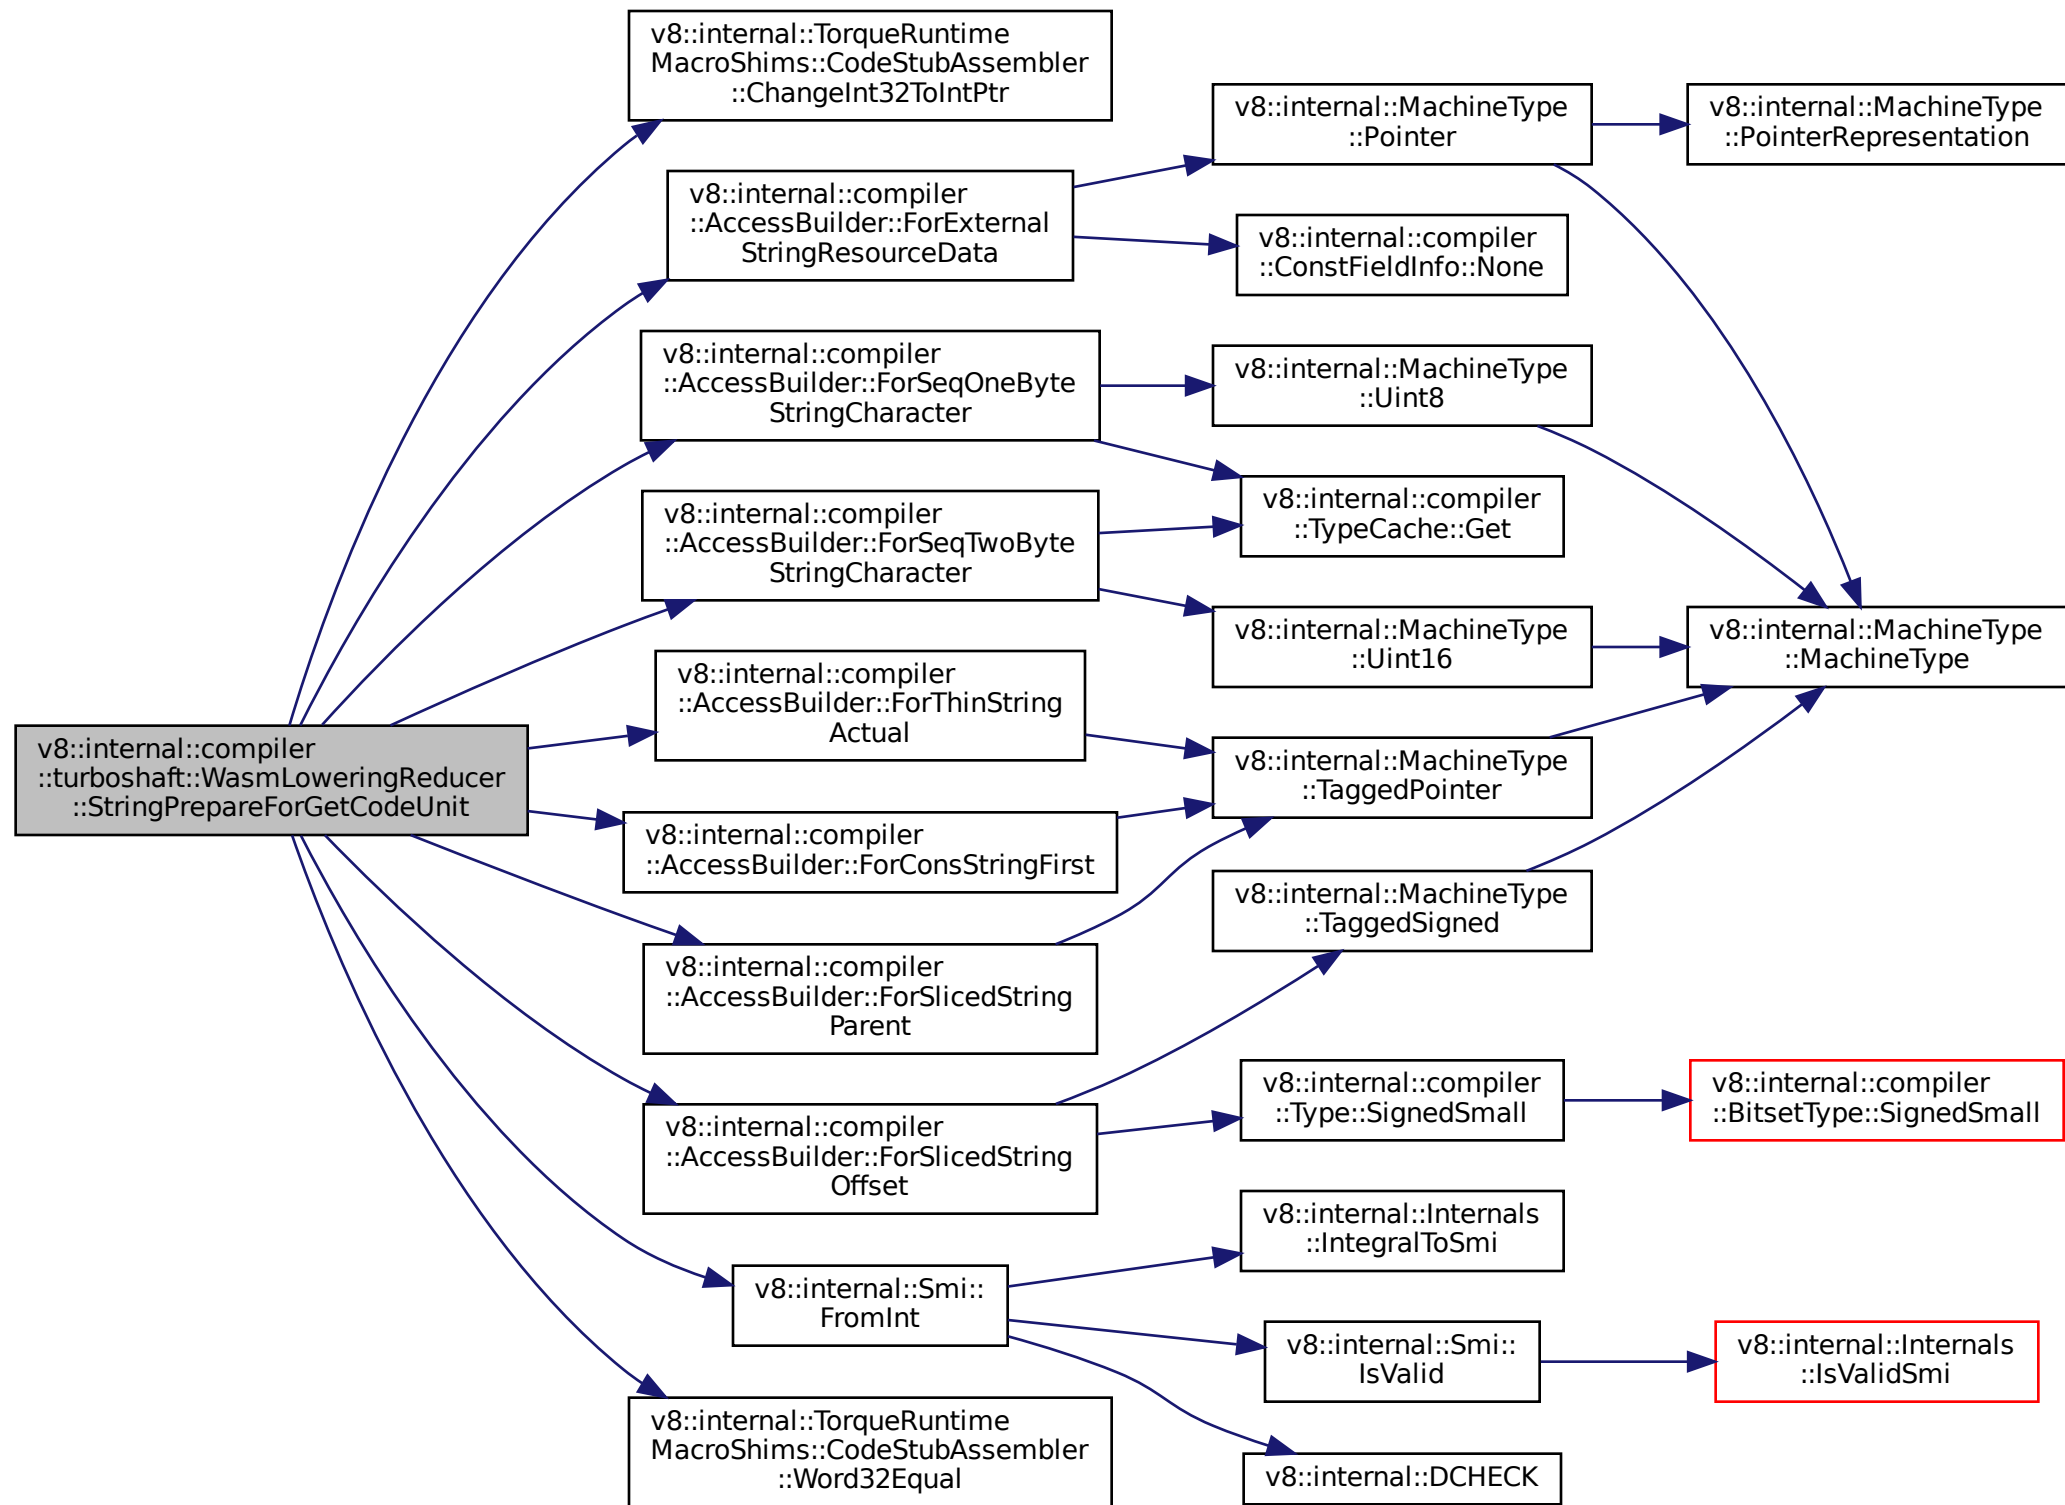 v8::internal::TorqueRuntime
MacroShims::CodeStubAssembler
::ChangeInt32ToIntPtr
v8::internal::MachineType
::Pointer
v8::internal::MachineType
::PointerRepresentation
v8::internal::compiler
::AccessBuilder::ForExternal
StringResourceData
v8::internal::compiler
::ConstFieldInfo::None
v8::internal::compiler
::AccessBuilder::ForSeqOneByte
StringCharacter
v8::internal::MachineType
::Uint8
v8::internal::compiler
::TypeCache::Get
v8::internal::compiler
::AccessBuilder::ForSeqTwoByte
StringCharacter
v8::internal::MachineType
::Uint16
v8::internal::MachineType
::MachineType
v8::internal::compiler
::AccessBuilder::ForThinString
Actual
v8::internal::compiler
::turboshaft::WasmLoweringReducer
::StringPrepareForGetCodeUnit
v8::internal::MachineType
::TaggedPointer
v8::internal::compiler
::AccessBuilder::ForConsStringFirst
v8::internal::MachineType
::TaggedSigned
v8::internal::compiler
::AccessBuilder::ForSlicedString
Parent
v8::internal::compiler
::Type::SignedSmall
v8::internal::compiler
::BitsetType::SignedSmall
v8::internal::compiler
::AccessBuilder::ForSlicedString
Offset
v8::internal::Internals
::IntegralToSmi
v8::internal::Smi::
FromInt
v8::internal::Smi::
IsValid
v8::internal::Internals
::IsValidSmi
v8::internal::TorqueRuntime
MacroShims::CodeStubAssembler
::Word32Equal
v8::internal::DCHECK